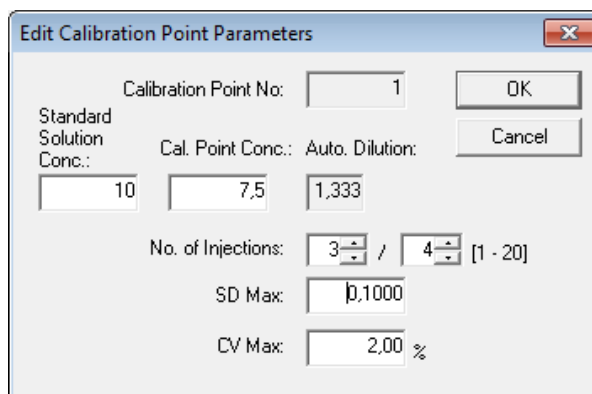 Edit Calibration Point Parameters
Calibration Point No: 1
OK
Standard
Solution
Conc.:
Cal. Point Conc.: Auto. Dilution:
Cancel
10 7,5 1,333
No. of Injections: 3 / 4 [1 - 20]
SD Max: 0,1000
CV Max: 2,00 %